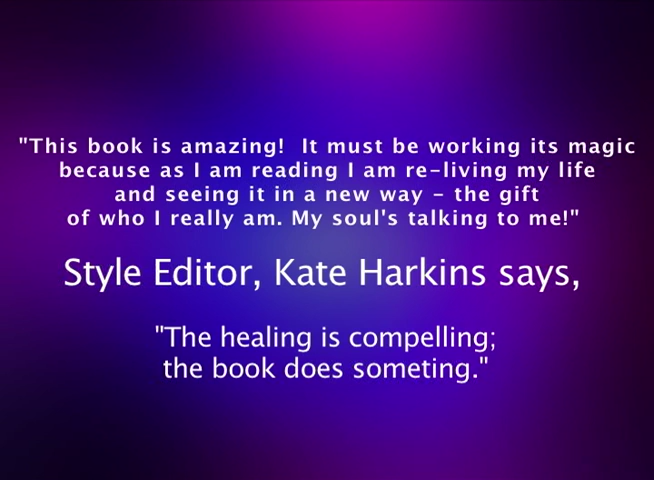 "This book is amazing!  It must be working its magic
because as I am reading I am re-living my life
and seeing it in a new way - the gift
of who I really am. My soul's talking to me!"
Style Editor, Kate Harkins says,
"The healing is compelling;
the book does someting."